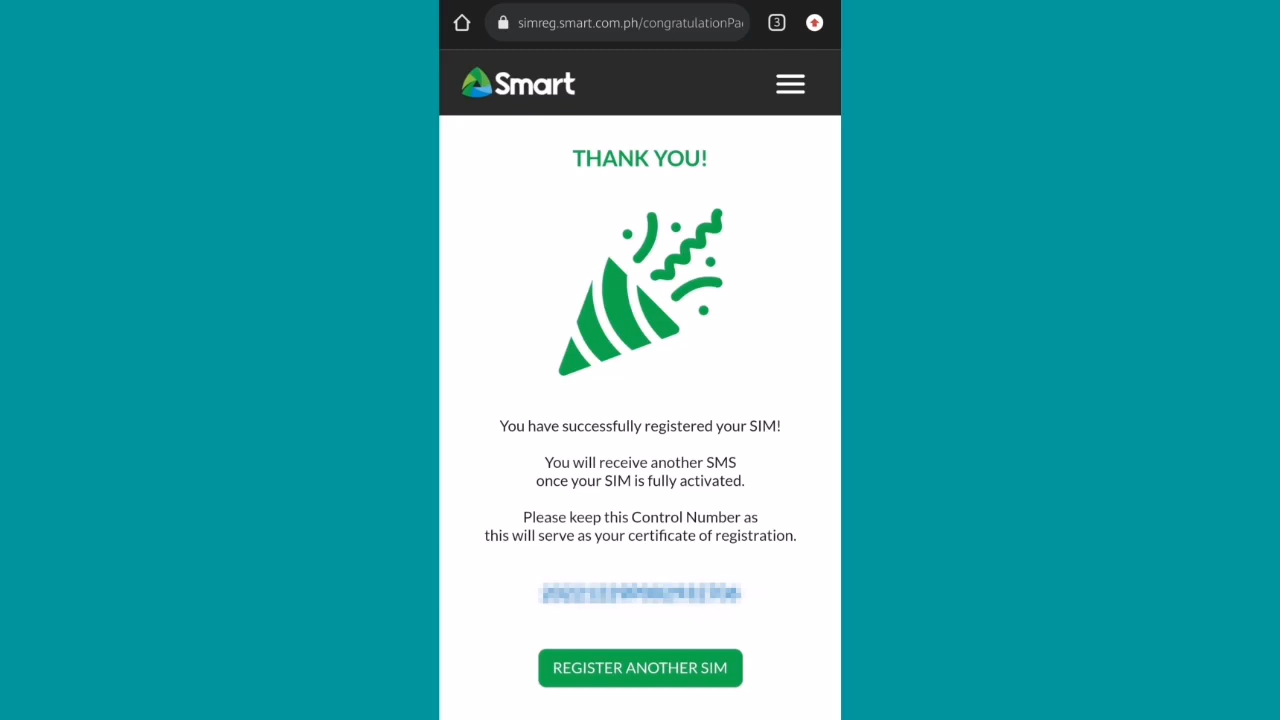 simreg.smart.com.ph/congratulationPa
3
Smart
THANK YOU!
You have successfully registered your SIM!
You will receive another SMS
once your SIM is fully activated.
Please keep this Control Number as
this will serve as your certificate of registration.
REGISTER ANOTHER SIM